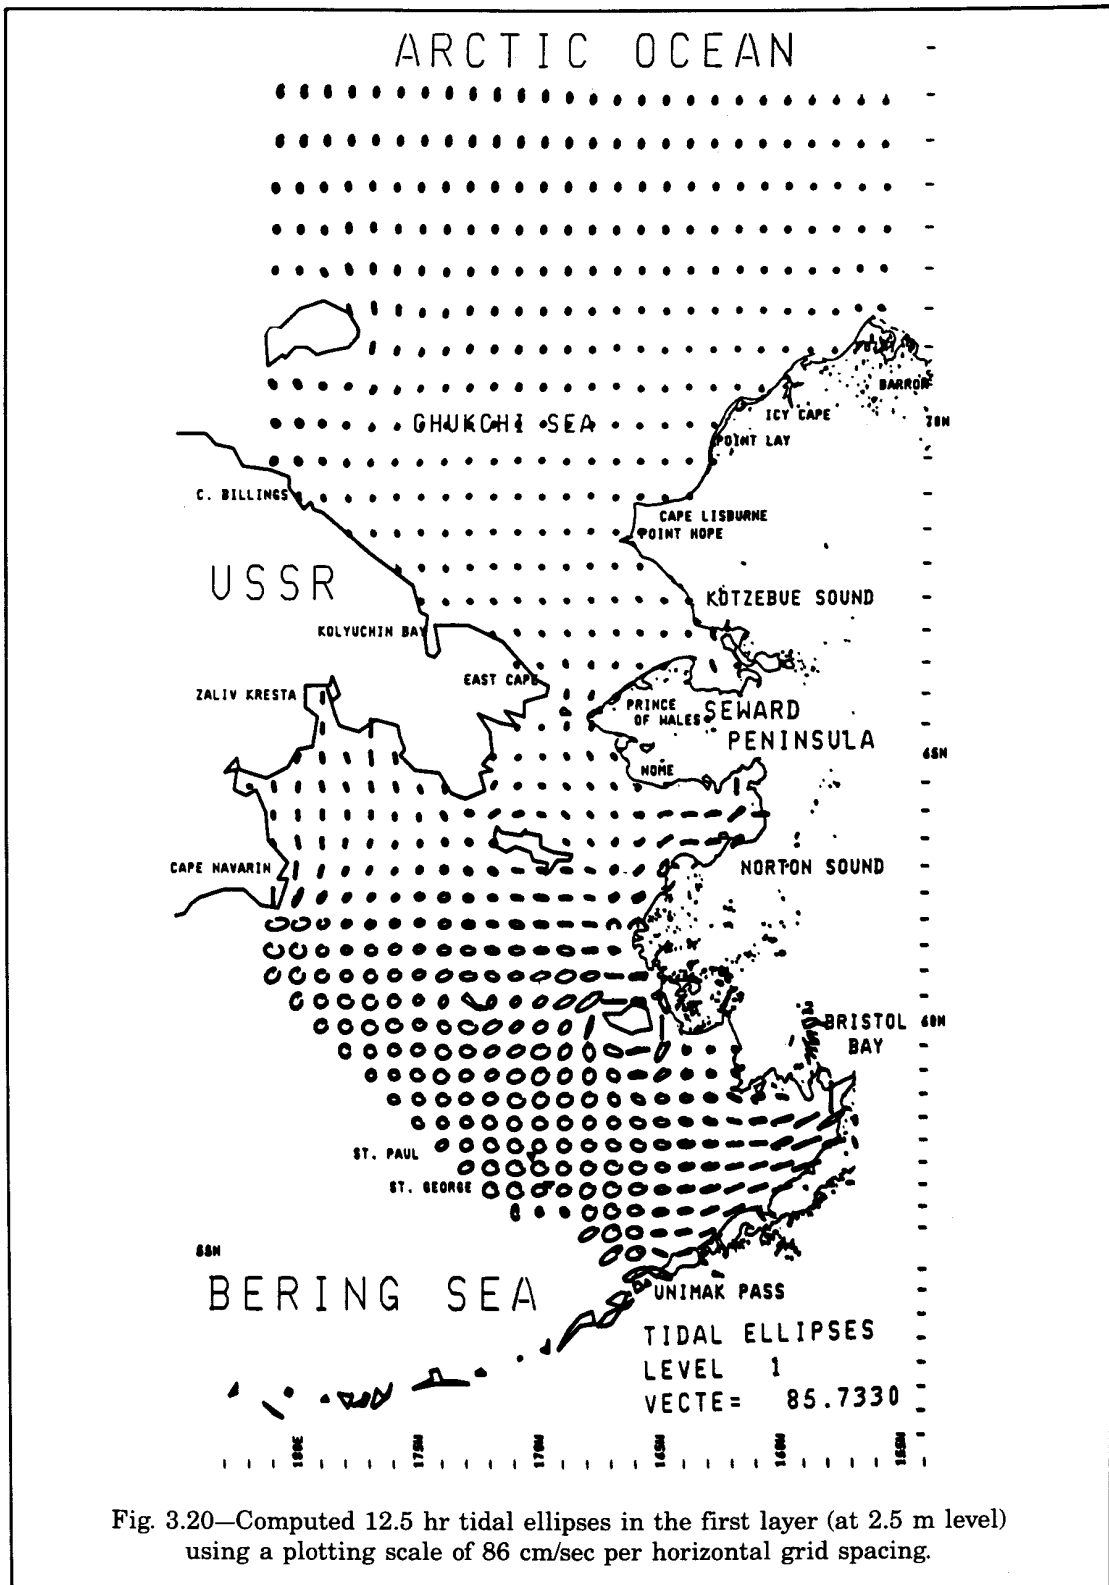 ARCTIC OCEAN
BARROW
ICY CAPE
CHUKCHI SEA
70N
POINT LAY
C. BILLINGS
CAPE LISBURNE
POINT HOPE
USSR
KOTZEBUE SOUND
KOLYUCHIN BAY
EAST CAPE
ZALIV KRESTA
PRINCE
OF WALES
SEWARD
PENINSULA
65N
NOME
CAPE NAVARIN
NORTON SOUND
BRISTOL
BAY
60N
ST. PAUL
ST. GEORGE
55N
BERING SEA
UNIMAK PASS
TIDAL ELLIPSES
LEVEL 1
VECTE= 85.7330
180E 175W 170W 165W 160W 155W
Fig. 3.20—Computed 12.5 hr tidal ellipses in the first layer (at 2.5 m level)
using a plotting scale of 86 cm/sec per horizontal grid spacing.